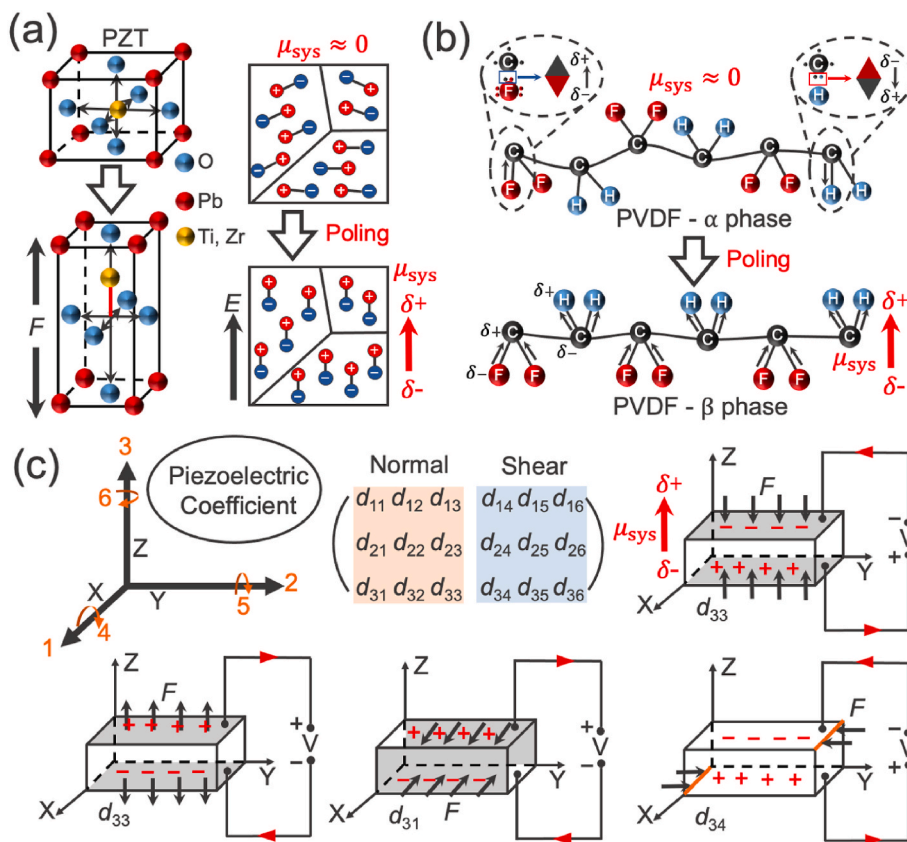 (a)
PZT
O
Pb
Ti, Zr
F
μsys ≈ 0
Poling
E
μsys
δ+
δ-
(b)
C
F
δ+
δ-
μsys ≈ 0
C
H
δ-
δ+
F F H H
C C C C C C
F F H H F F H H
PVDF - α phase
Poling
δ+ H H H H H H
δ+ C C C C C C
δ-
δ- F F F F F F
μsys
δ+
δ-
PVDF - β phase
(c)
3
6
Z
X
Y
2
5
4
1
Piezoelectric
Coefficient
Normal Shear
d11 d12 d13 d14 d15 d16
d21 d22 d23 d24 d25 d26
d31 d32 d33 d34 d35 d36
μsys
δ+
δ-
Z
F
- - - -
+ + + +
Y
X
d33
-
V
+
Z
F
+ + + +
- - - -
Y
X
d33
+
V
-
Z
+ + + +
- - - -
Y
X
d31
F
+
V
-
Z
F
- - - -
+ + + +
Y
X
d34
-
V
+